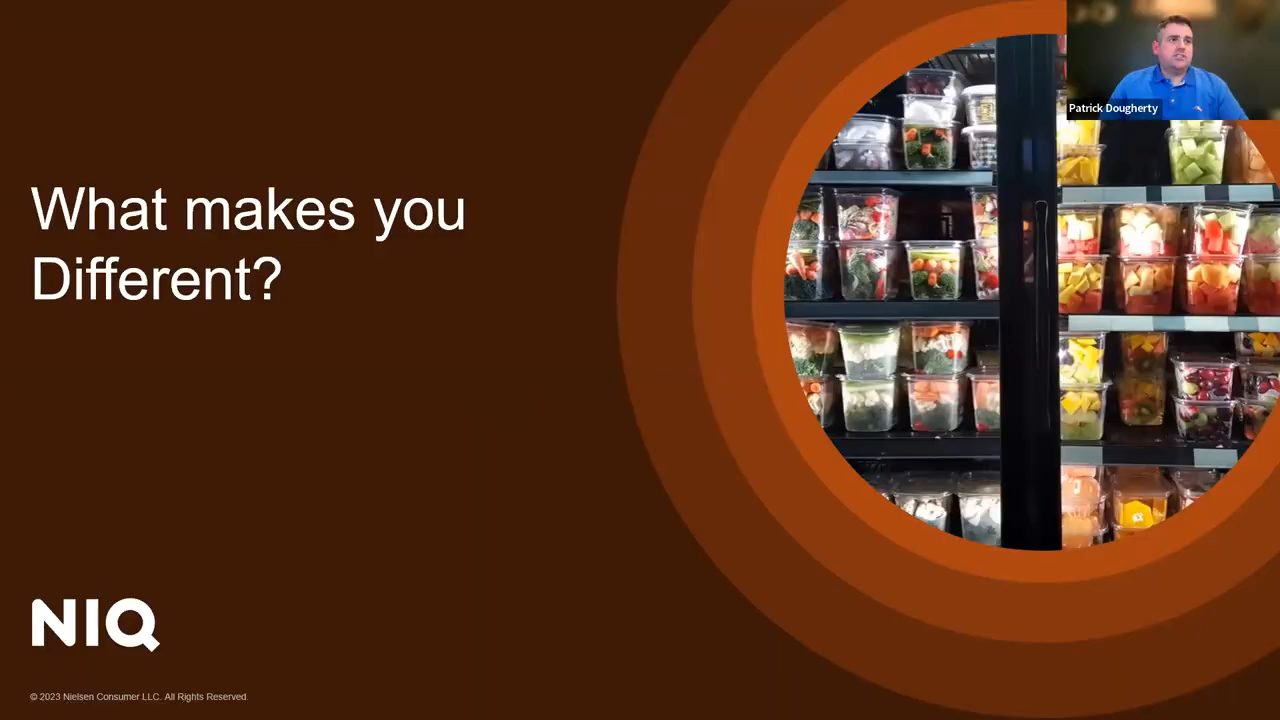 Patrick Dougherty
What makes you
Different?
NIQ
© 2023 Nielsen Consumer LLC. All Rights Reserved.